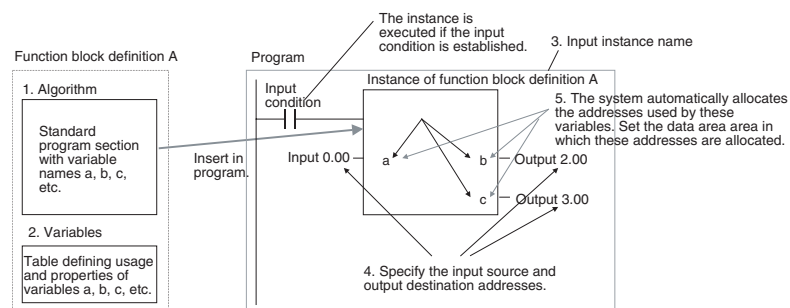 The instance is
executed if the input
condition is established.
3. Input instance name
Function block definition A
Program
1. Algorithm
Input
condition
Instance of function block definition A
5. The system automatically allocates
the addresses used by these
variables. Set the data area area in
which these addresses are allocated.
Standard
program section
with variable
names a, b, c,
etc.
Insert in
program.
Input 0.00
a
b
Output 2.00
c
Output 3.00
2. Variables
Table defining usage
and properties of
variables a, b, c, etc.
4. Specify the input source and
output destination addresses.